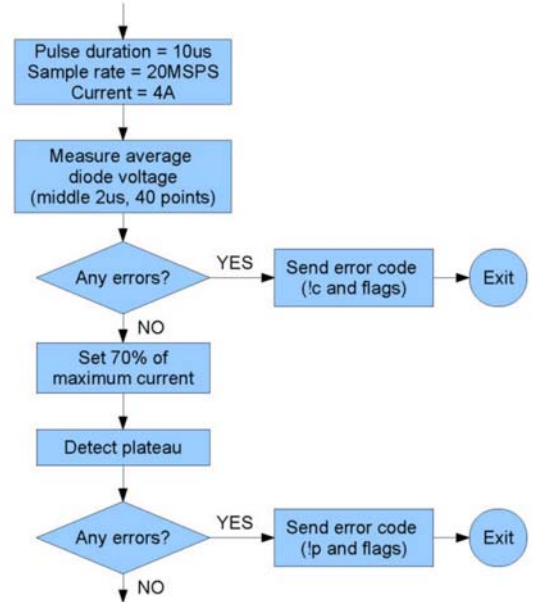 Pulse duration = 10us
Sample rate = 20MSPS
Current = 4A
Measure average
diode voltage
(middle 2us, 40 points)
Any errors?
YES
Send error code
(!c and flags)
Exit
NO
Set 70% of
maximum current
Detect plateau
Any errors?
YES
Send error code
(!p and flags)
Exit
NO